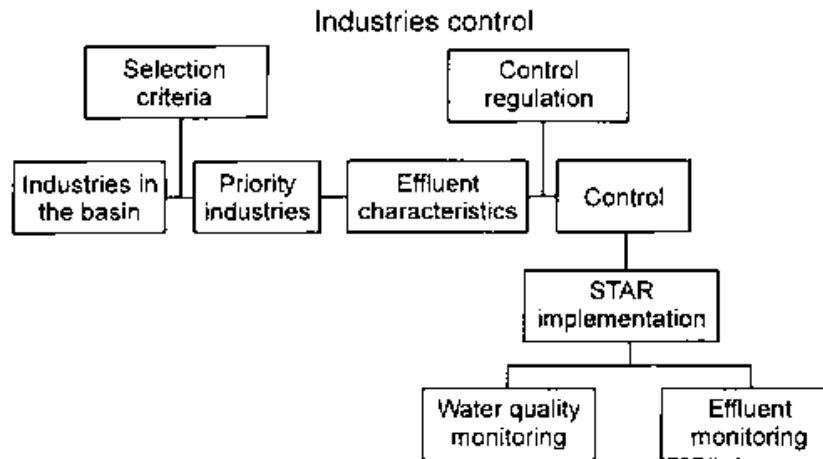 Industries control
Selection
criteria
Control
regulation
Industries in
the basin
Priority
industries
Effluent
characteristics
Control
STAR
implementation
Water quality
monitoring
Effluent
monitoring